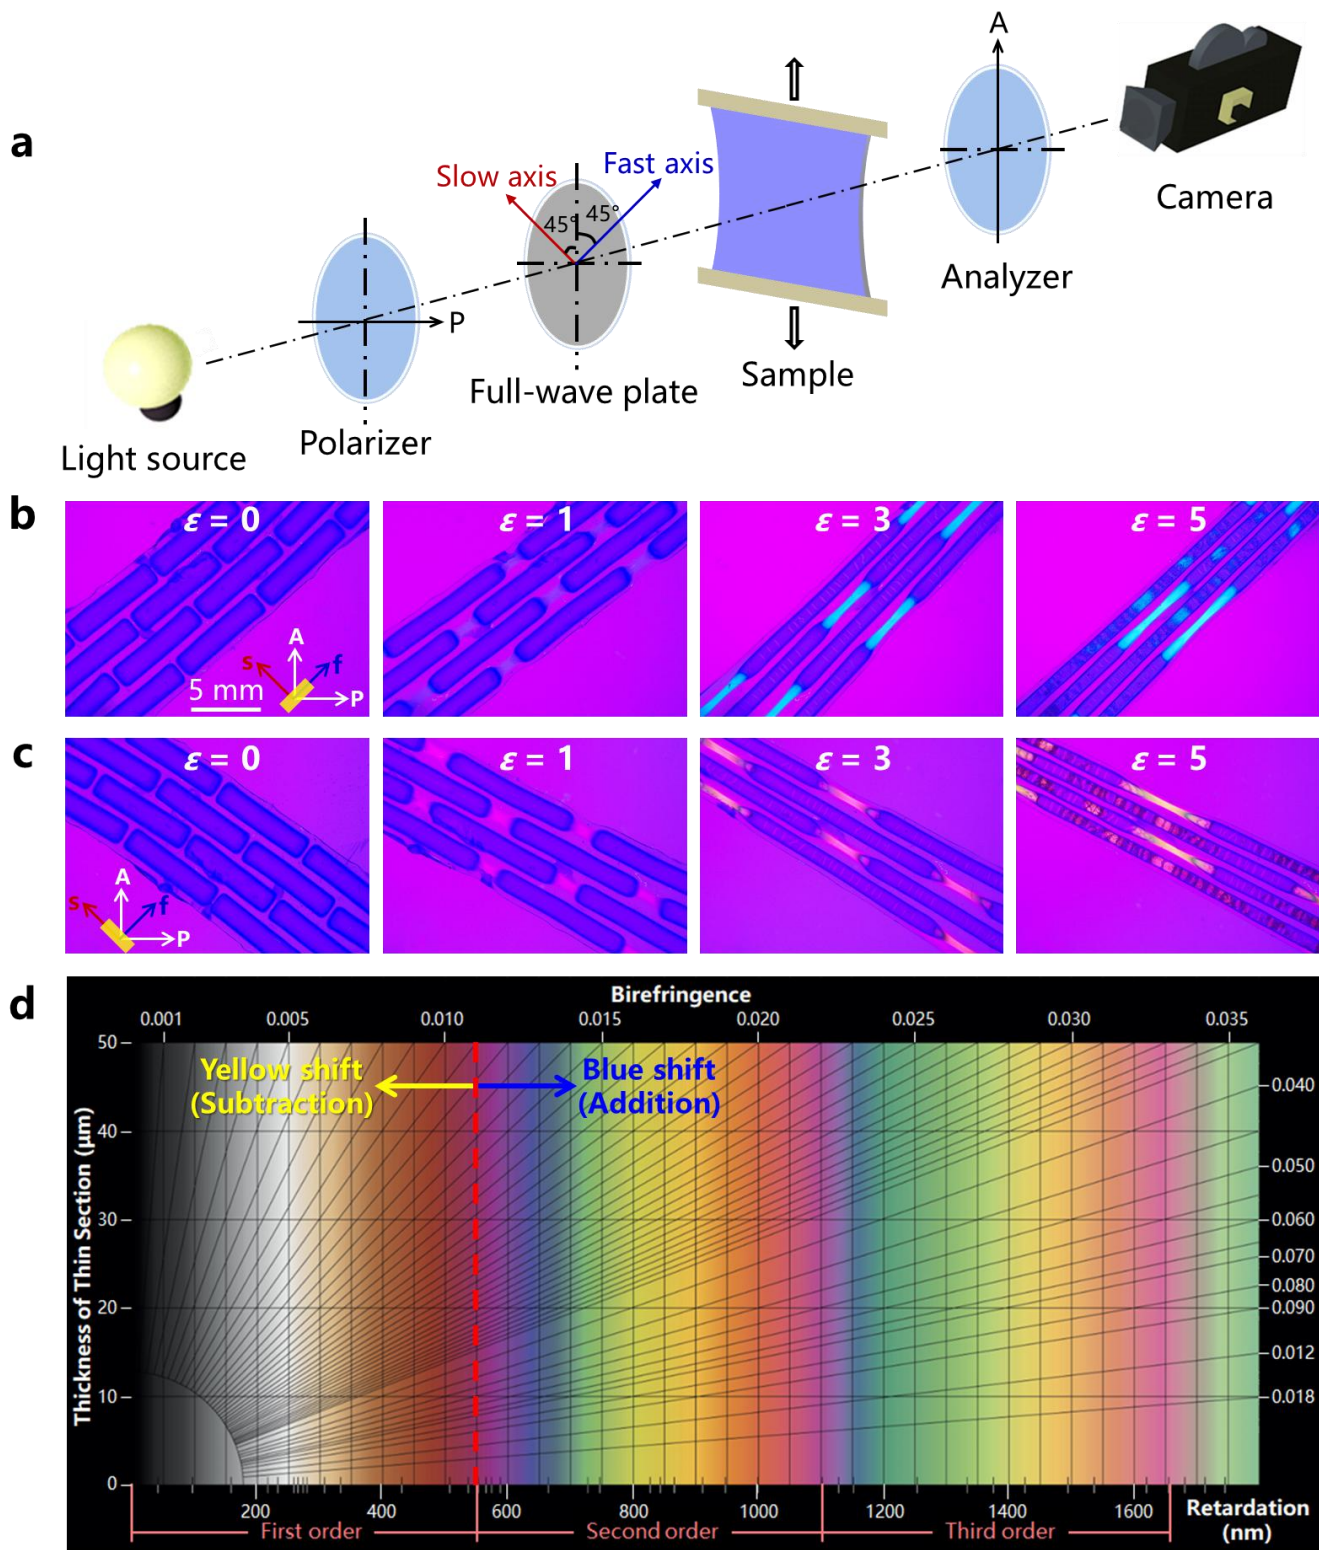 a
A
Slow axis
Fast axis
45°
45°
P
Camera
Analyzer
Sample
Full-wave plate
Polarizer
Light source
b
ε = 0
ε = 1
ε = 3
ε = 5
A
s
f
P
5 mm
c
ε = 0
ε = 1
ε = 3
ε = 5
A
s
f
P
d
Birefringence
0.001 0.005 0.010 0.015 0.020 0.025 0.030 0.035
50
40
30
20
10
0
Thickness of Thin Section (μm)
Yellow shift
(Subtraction)
Blue shift
(Addition)
0.040
0.050
0.060
0.070
0.080
0.090
0.012
0.018
200 400 600 800 1000 1200 1400 1600
Retardation
(nm)
First order
Second order
Third order